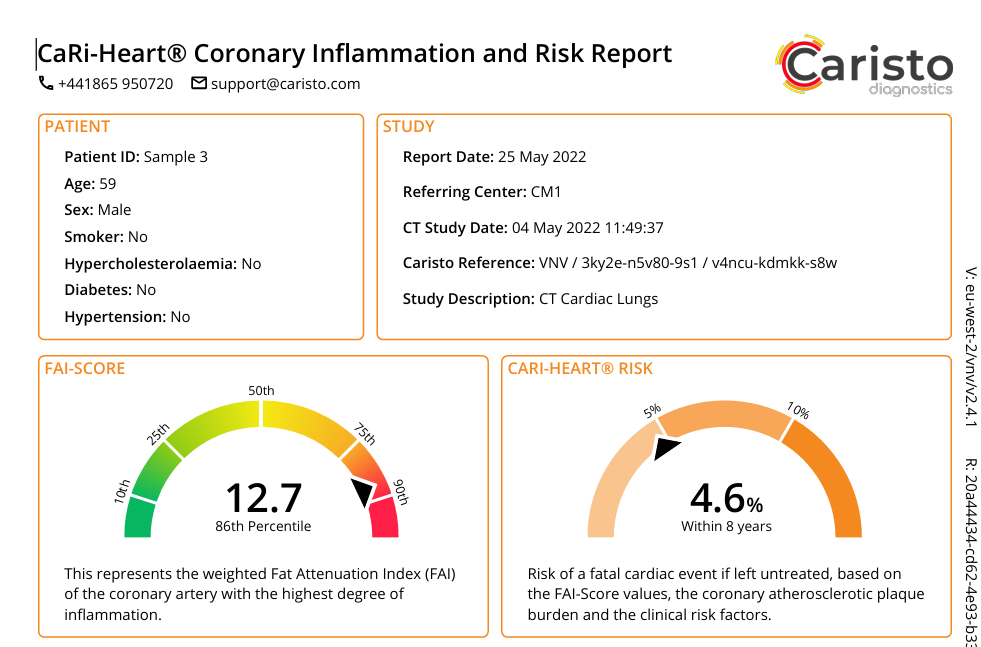 CaRi-Heart® Coronary Inflammation and Risk Report
+441865 950720 support@caristo.com
Caristo
diagnostics
PATIENT
Patient ID: Sample 3
Age: 59
Sex: Male
Smoker: No
Hypercholesterolaemia: No
Diabetes: No
Hypertension: No
STUDY
Report Date: 25 May 2022
Referring Center: CM1
CT Study Date: 04 May 2022 11:49:37
Caristo Reference: VNV / 3ky2e-n5v80-9s1 / v4ncu-kdmkk-s8w
Study Description: CT Cardiac Lungs
FAI-SCORE
10th
25th
50th
75th
90th
12.7
86th Percentile
This represents the weighted Fat Attenuation Index (FAI)
of the coronary artery with the highest degree of
inflammation.
CARI-HEART® RISK
5%
10%
4.6%
Within 8 years
Risk of a fatal cardiac event if left untreated, based on
the FAI-Score values, the coronary atherosclerotic plaque
burden and the clinical risk factors.
V: eu-west-2/vnv/v2.4.1 R: 20a44434-cd62-4e93-b33